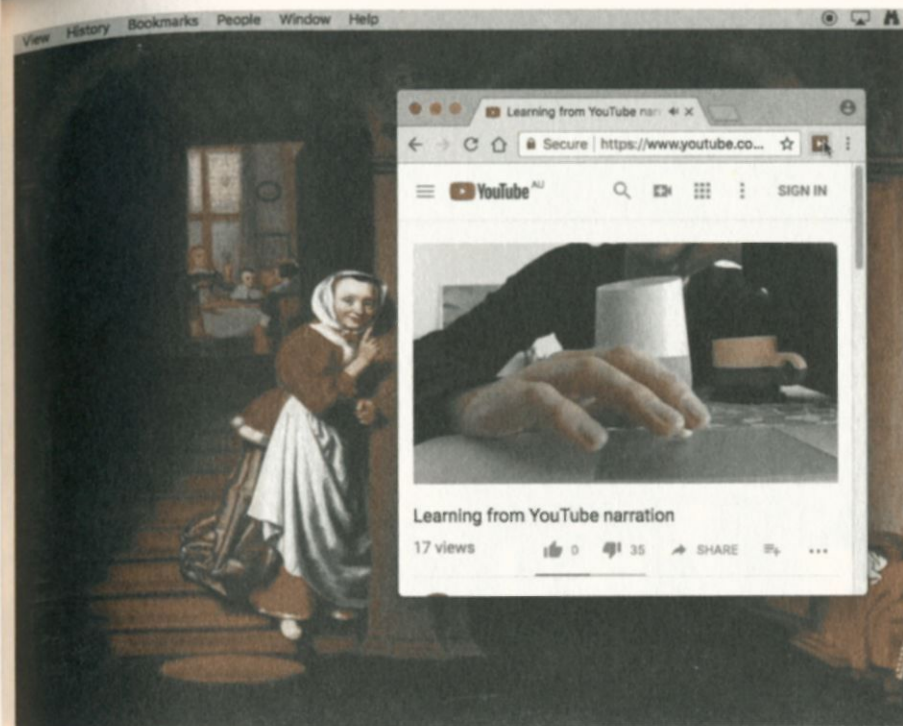 View History Bookmarks People Window Help
Learning from YouTube nar
Secure https://www.youtube.co...
YouTube AU
SIGN IN
Learning from YouTube narration
17 views 0 35 SHARE